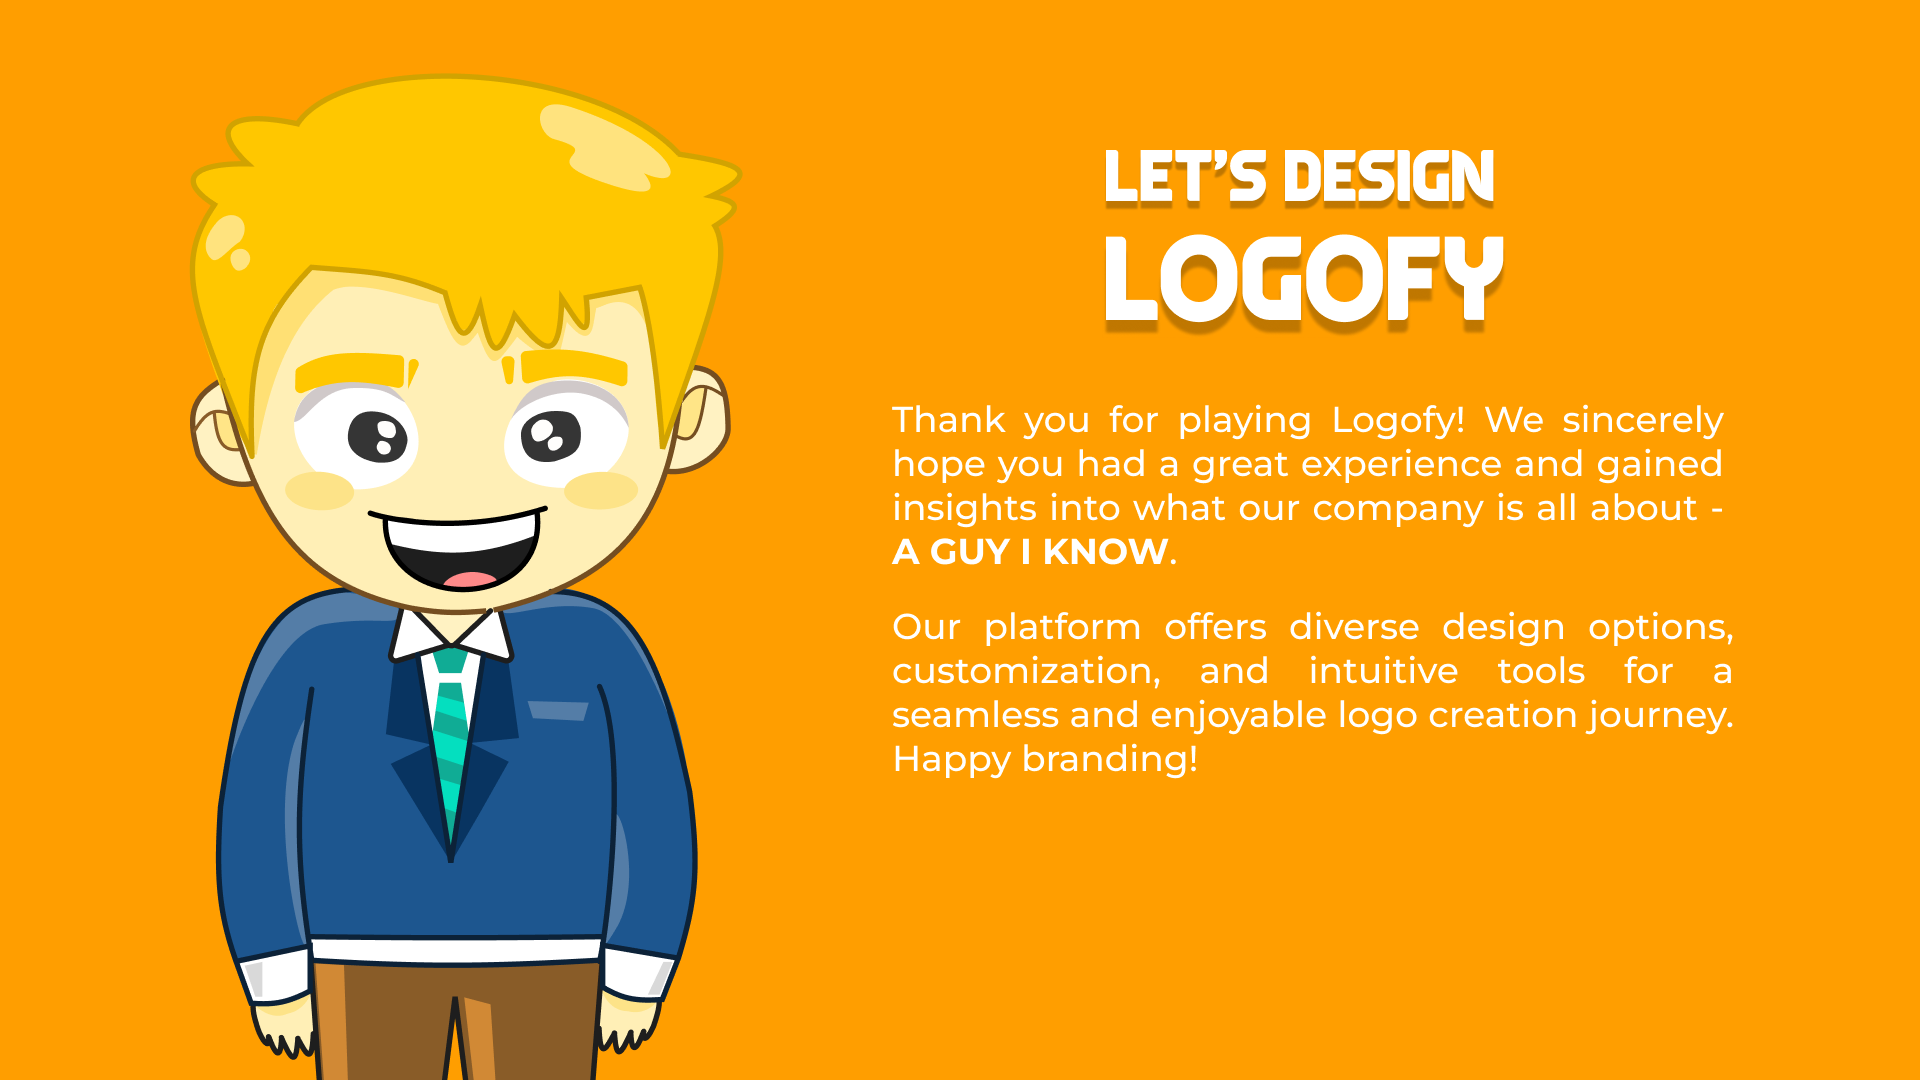 LET’S DESIGN
LOGOFY
Thank you for playing Logofy! We sincerely
hope you had a great experience and gained
insights into what our company is all about -
A GUY I KNOW.
Our platform offers diverse design options,
customization, and intuitive tools for a
seamless and enjoyable logo creation journey.
Happy branding!